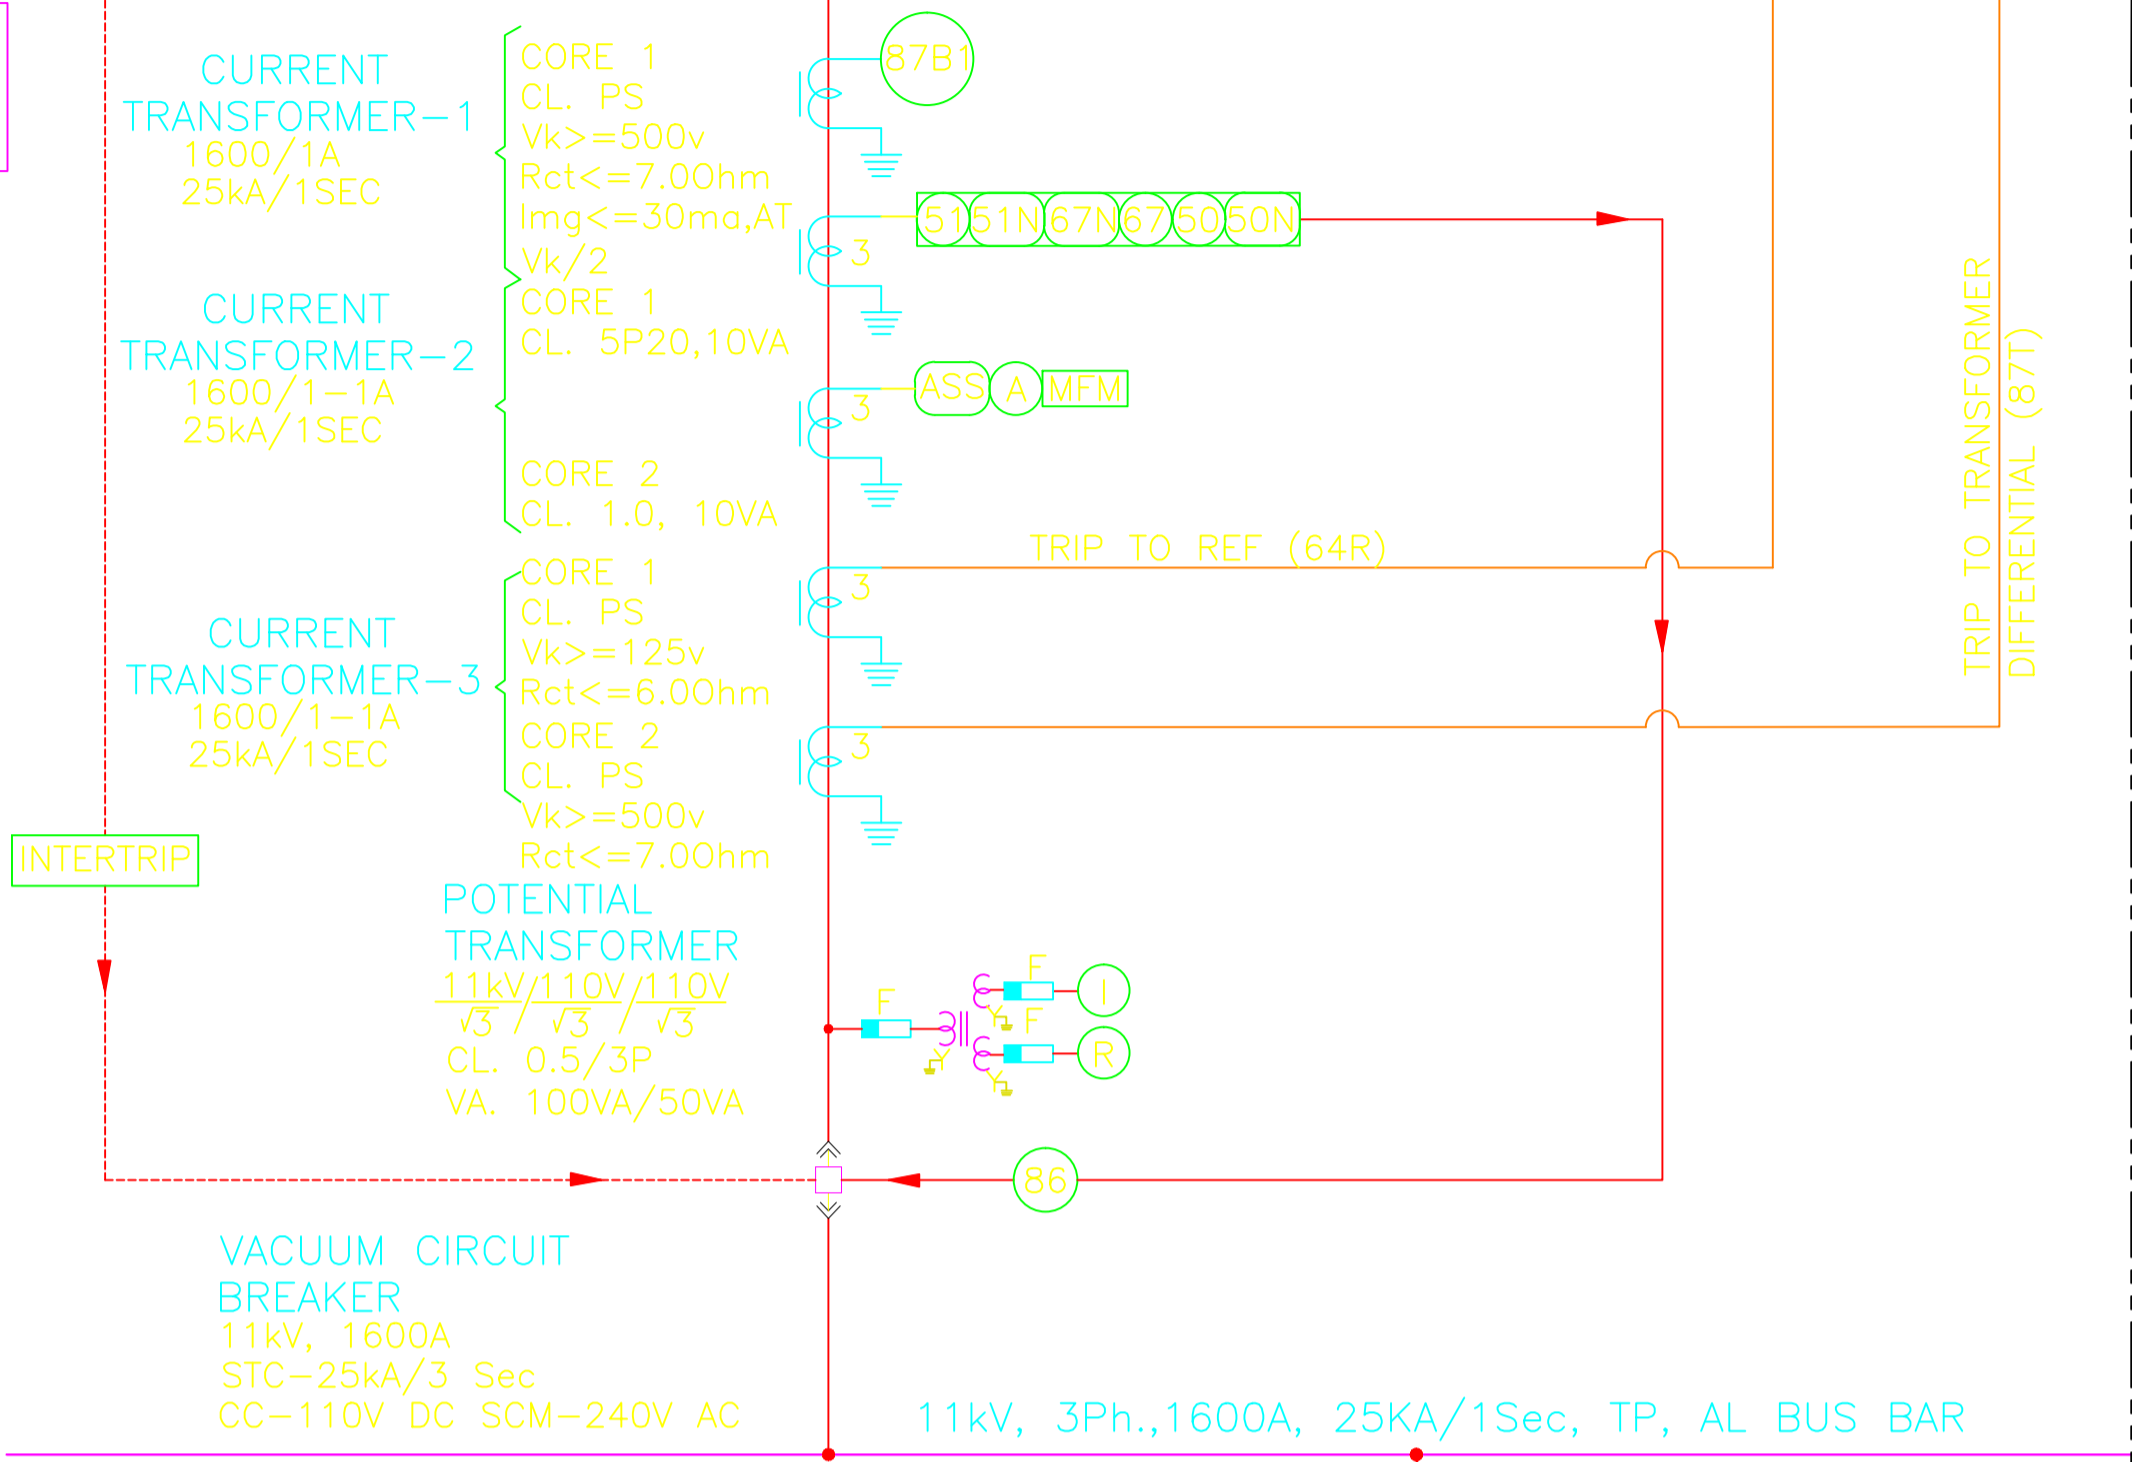 CURRENT
TRANSFORMER-1
1600/1A
25kA/1SEC
CORE 1
CL. PS
Vk>=500v
Rct<=7.0Ohm
Img<=30ma,AT
Vk/2
87B1
51 51N 67N 67 50 50N
3
CURRENT
TRANSFORMER-2
1600/1-1A
25kA/1SEC
CORE 1
CL. 5P20,10VA
CORE 2
CL. 1.0, 10VA
3
ASS A MFM
TRIP TO REF (64R)
TRIP TO TRANSFORMER
DIFFERENTIAL (87T)
CURRENT
TRANSFORMER-3
1600/1-1A
25kA/1SEC
CORE 1
CL. PS
Vk>=125v
Rct<=6.0Ohm
CORE 2
CL. PS
Vk>=500v
Rct<=7.0Ohm
3
3
INTERTRIP
POTENTIAL
TRANSFORMER
11kV/110V/110V
√3 / √3 / √3
CL. 0.5/3P
VA. 100VA/50VA
F
F
I
F
R
Y
Y
Y
86
VACUUM CIRCUIT
BREAKER
11kV, 1600A
STC-25kA/3 Sec
CC-110V DC SCM-240V AC
11kV, 3Ph.,1600A, 25KA/1Sec, TP, AL BUS BAR